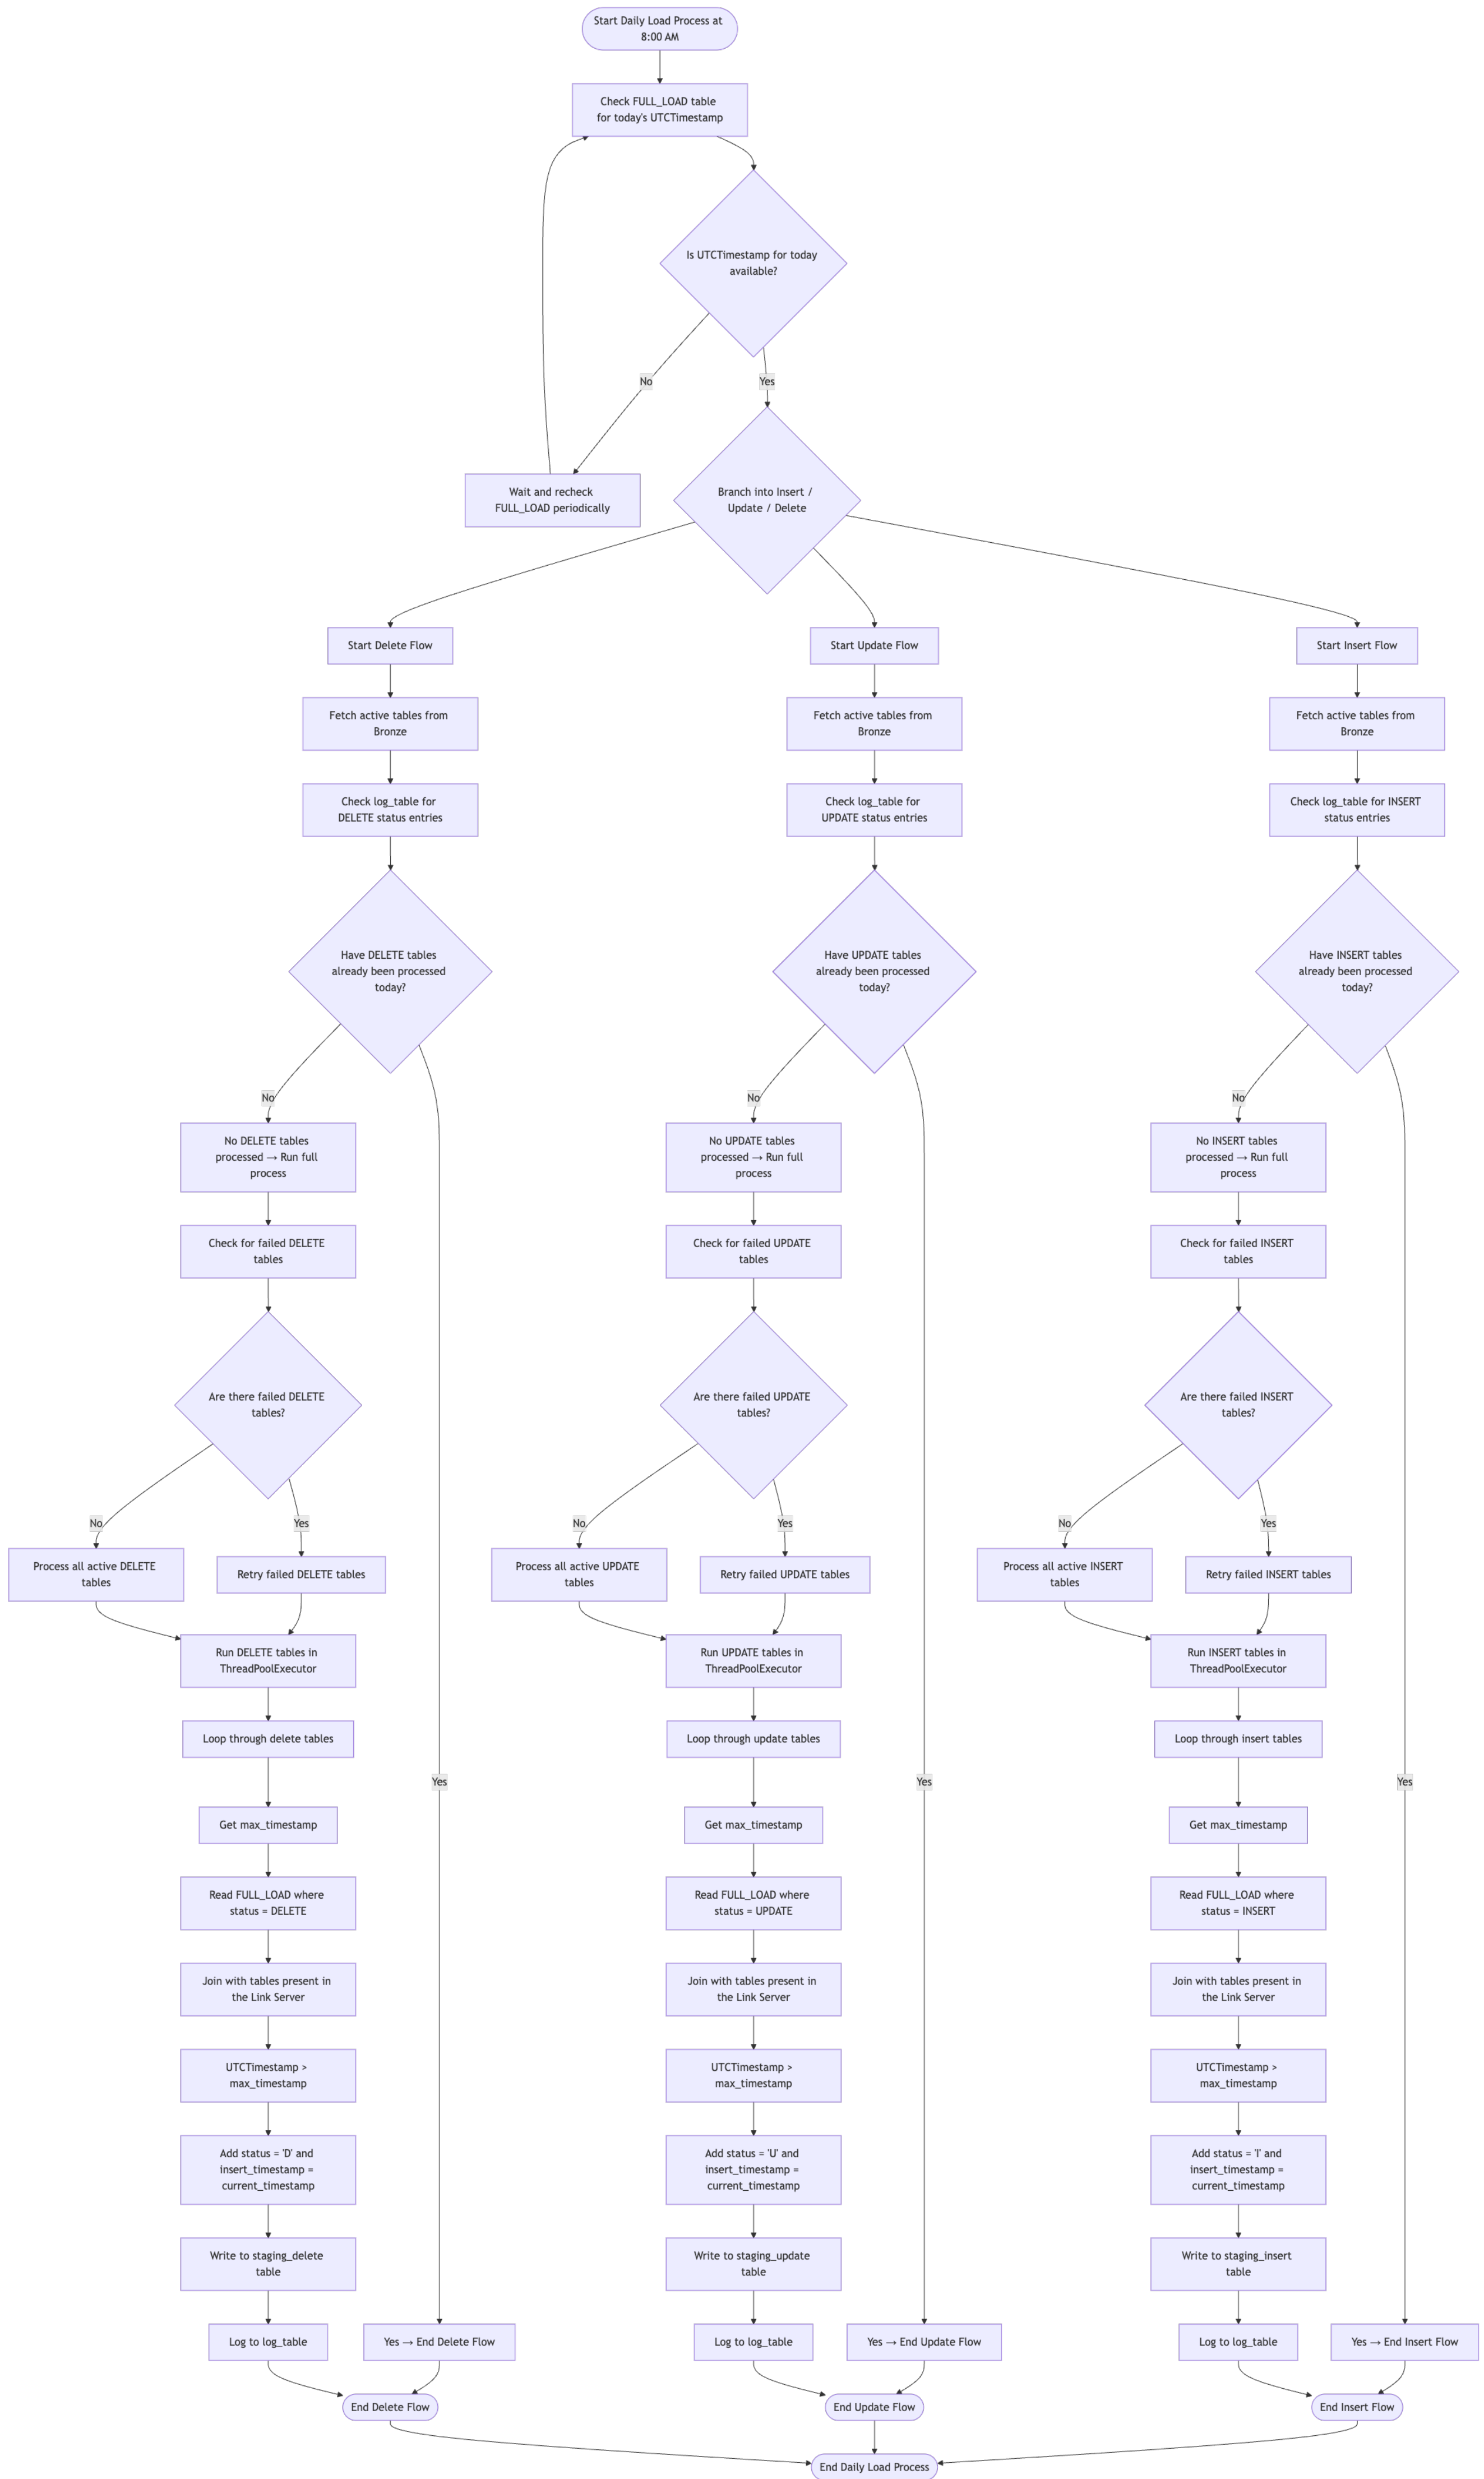 Start Daily Load Process at
8:00 AM
Check FULL_LOAD table
for today's UTCTimestamp
Is UTCTimestamp for today
available?
No
Yes
Wait and recheck
FULL_LOAD periodically
Branch into Insert /
Update / Delete
Start Delete Flow
Start Update Flow
Start Insert Flow
Fetch active tables from
Bronze
Fetch active tables from
Bronze
Fetch active tables from
Bronze
Check log_table for
DELETE status entries
Check log_table for
UPDATE status entries
Check log_table for INSERT
status entries
Have DELETE tables
already been processed
today?
Have UPDATE tables
already been processed
today?
Have INSERT tables
already been processed
today?
No
No
No
No DELETE tables
processed → Run full
process
No UPDATE tables
processed → Run full
process
No INSERT tables
processed → Run full
process
Check for failed DELETE
tables
Check for failed UPDATE
tables
Check for failed INSERT
tables
Are there failed DELETE
tables?
Are there failed UPDATE
tables?
Are there failed INSERT
tables?
No
Yes
No
Yes
No
Yes
Process all active DELETE
tables
Retry failed DELETE tables
Process all active UPDATE
tables
Retry failed UPDATE tables
Process all active INSERT
tables
Retry failed INSERT tables
Run DELETE tables in
ThreadPoolExecutor
Run UPDATE tables in
ThreadPoolExecutor
Run INSERT tables in
ThreadPoolExecutor
Loop through delete tables
Loop through update tables
Loop through insert tables
Yes
Yes
Yes
Get max_timestamp
Get max_timestamp
Get max_timestamp
Read FULL_LOAD where
status = DELETE
Read FULL_LOAD where
status = UPDATE
Read FULL_LOAD where
status = INSERT
Join with tables present in
the Link Server
Join with tables present in
the Link Server
Join with tables present in
the Link Server
UTCTimestamp >
max_timestamp
UTCTimestamp >
max_timestamp
UTCTimestamp >
max_timestamp
Add status = 'D' and
insert_timestamp =
current_timestamp
Add status = 'U' and
insert_timestamp =
current_timestamp
Add status = 'I' and
insert_timestamp =
current_timestamp
Write to staging_delete
table
Write to staging_update
table
Write to staging_insert
table
Log to log_table
Yes → End Delete Flow
Log to log_table
Yes → End Update Flow
Log to log_table
Yes → End Insert Flow
End Delete Flow
End Update Flow
End Insert Flow
End Daily Load Process